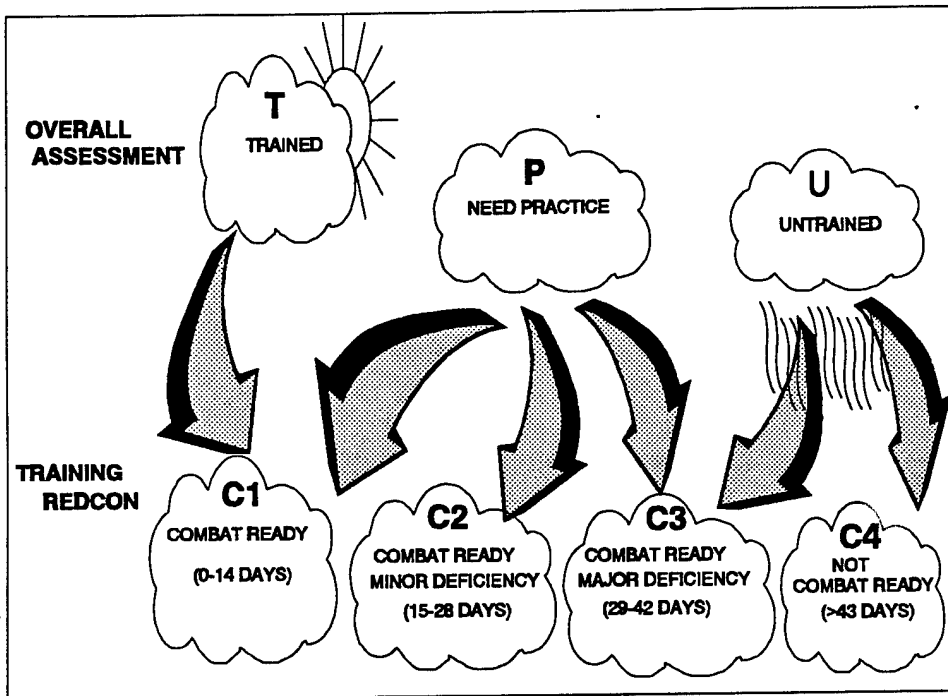 OVERALL
ASSESSMENT
T
TRAINED
P
NEED PRACTICE
U
UNTRAINED
TRAINING
REDCON
C1
COMBAT READY
(0-14 DAYS)
C2
COMBAT READY
MINOR DEFICIENCY
(15-28 DAYS)
C3
COMBAT READY
MAJOR DEFICIENCY
(29-42 DAYS)
C4
NOT
COMBAT READY
(>43 DAYS)